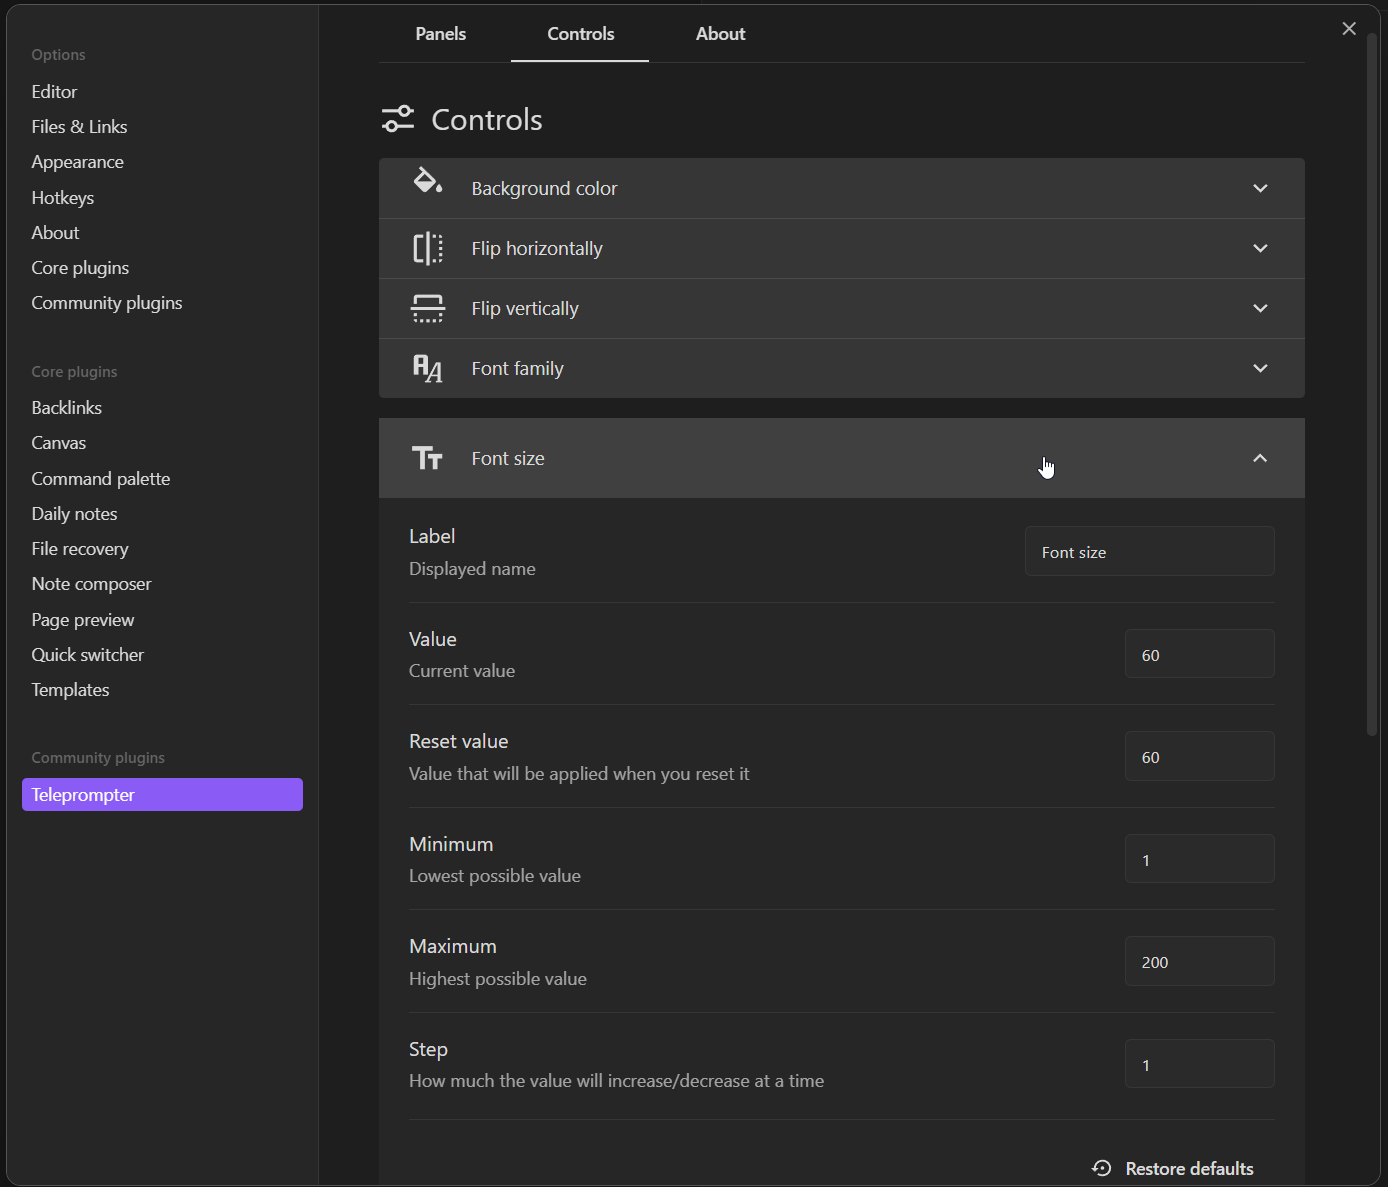 Options
Editor
Files & Links
Appearance
Hotkeys
About
Core plugins
Community plugins
Core plugins
Backlinks
Canvas
Command palette
Daily notes
File recovery
Note composer
Page preview
Quick switcher
Templates
Community plugins
Teleprompter
Panels Controls About
Controls
Background color
Flip horizontally
Flip vertically
Font family
Font size
Label
Displayed name
Font size
Value
Current value
60
Reset value
Value that will be applied when you reset it
60
Minimum
Lowest possible value
1
Maximum
Highest possible value
200
Step
How much the value will increase/decrease at a time
1
Restore defaults